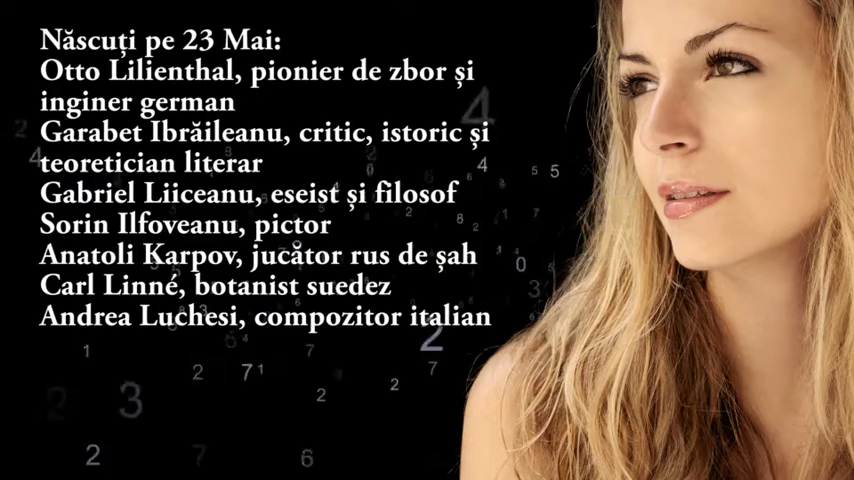 Născuți pe 23 Mai:
Otto Lilienthal, pionier de zbor și
inginer german
Garabet Ibrăileanu, critic, istoric și
teoretician literar
Gabriel Liiceanu, eseist și filosof
Sorin Ilfoveanu, pictor
Anatoli Karpov, jucător rus de șah
Carl Linné, botanist suedez
Andrea Luchesi, compozitor italian